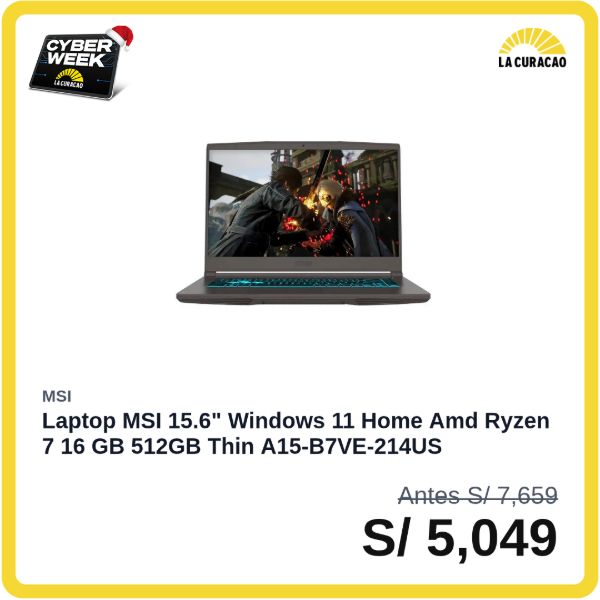 CYBER
WEEK
LA CURACAO
LA CURACAO
MSI
Laptop MSI 15.6" Windows 11 Home Amd Ryzen
7 16 GB 512GB Thin A15-B7VE-214US
Antes S/ 7,659
S/ 5,049